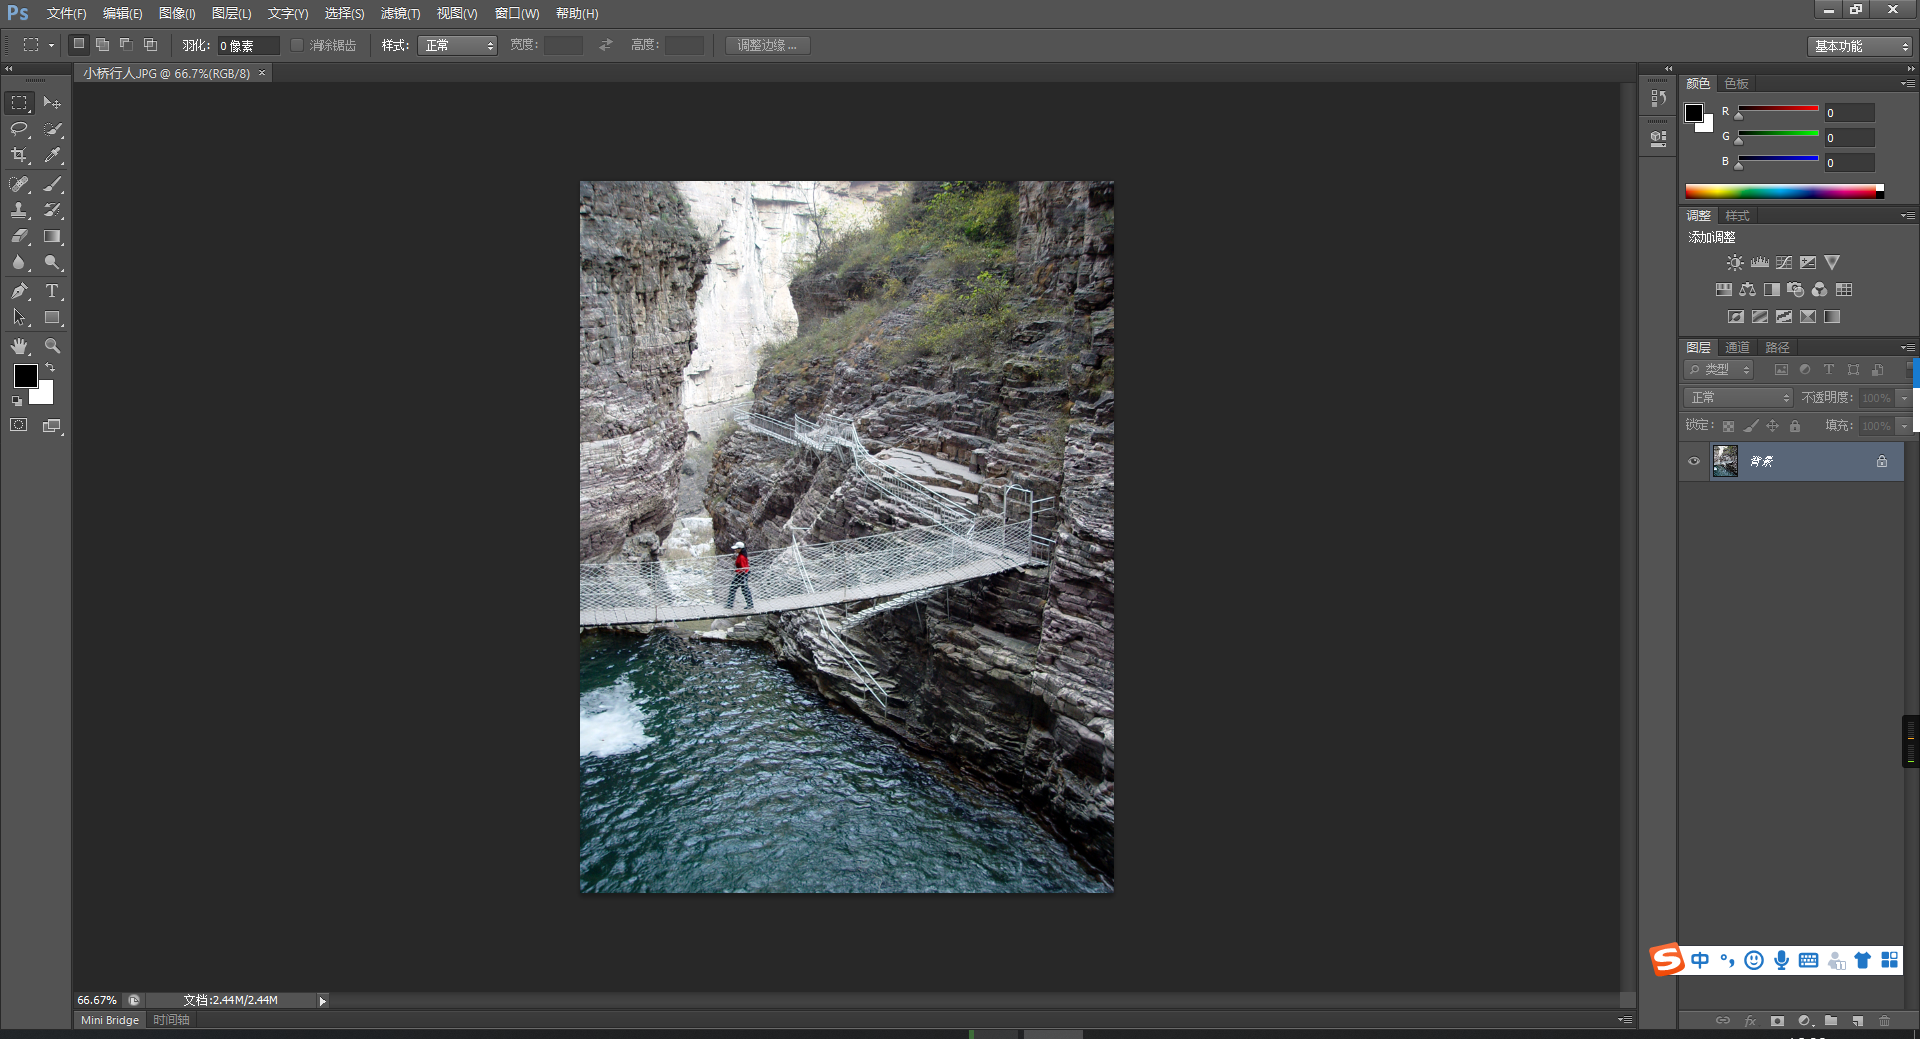 Ps 文件(F) 编辑(E) 图像(I) 图层(L) 文字(Y) 选择(S) 滤镜(T) 视图(V) 窗口(W) 帮助(H)
羽化: 0 像素 消除锯齿 样式: 正常 宽度: 高度: 调整边缘... 基本功能
小桥行人.JPG @ 66.7%(RGB/8) ×
颜色 色板
R 0
G 0
B 0
调整 样式
添加调整
图层 通道 路径
类型
正常 不透明度: 100%
锁定: 填充: 100%
背景
中
66.67% 文档:2.44M/2.44M
Mini Bridge 时间轴